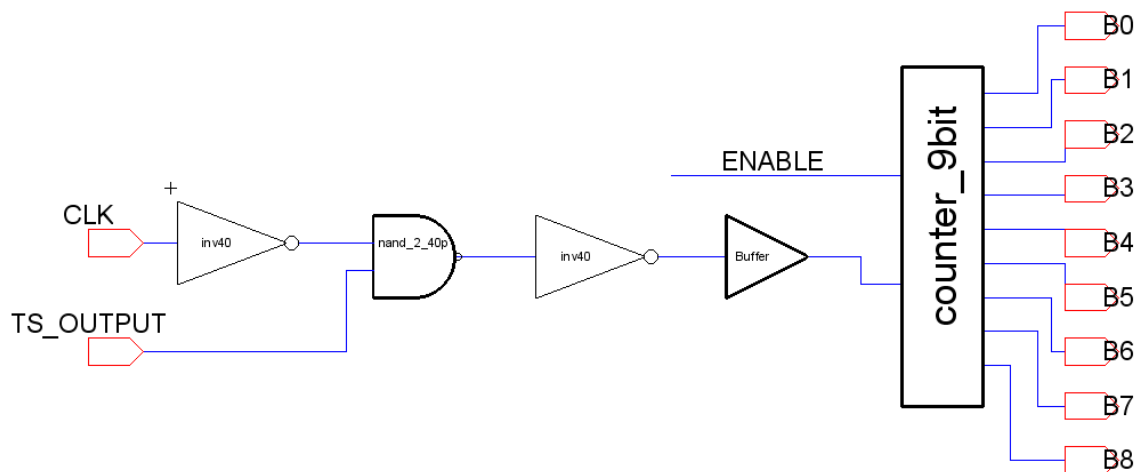 B0
B1
B2
B3
B4
B5
B6
B7
B8
counter_9bit
ENABLE
CLK
inv40
nand_2_40p
inv40
Buffer
TS_OUTPUT